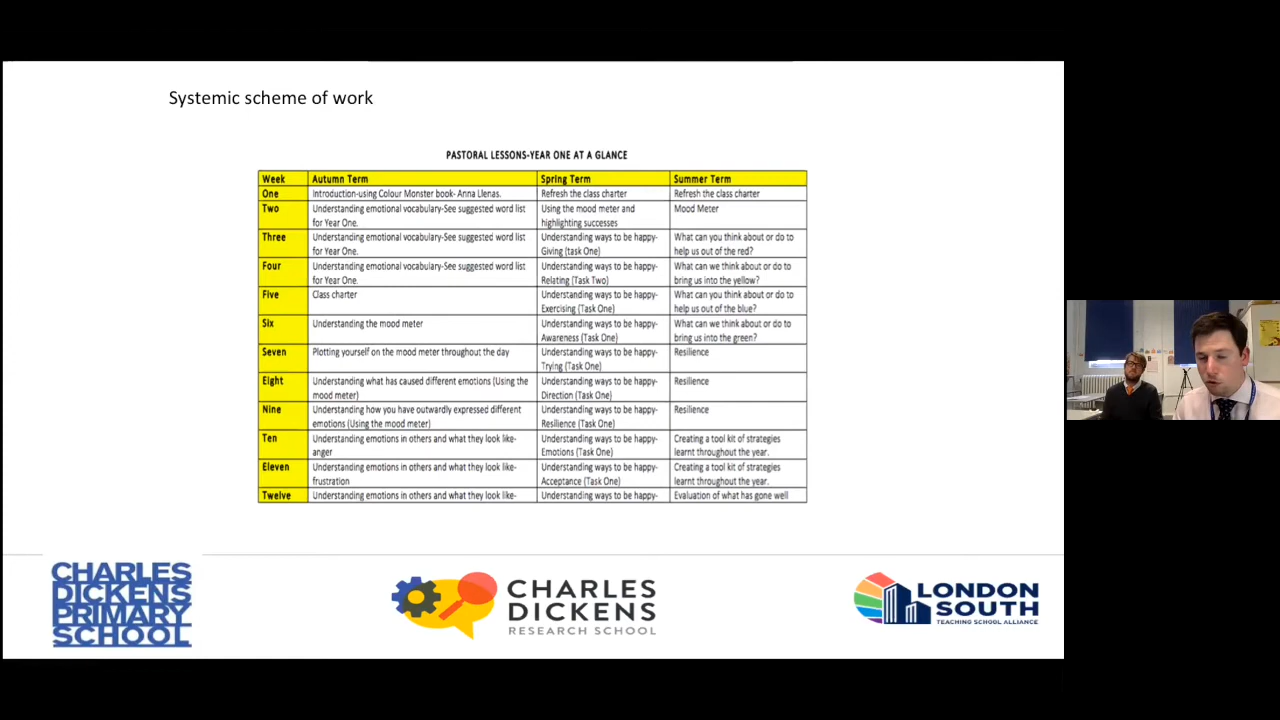 Systemic scheme of work
PASTORAL LESSONS-YEAR ONE AT A GLANCE
Week Autumn Term Spring Term Summer Term
One Introduction-using Colour Monster book- Anna Llenas. Refresh the class charter Refresh the class charter
Two Understanding emotional vocabulary-See suggested word list Using the mood meter and Mood Meter
for Year One. highlighting successes
Three Understanding emotional vocabulary-See suggested word list Understanding ways to be happy- What can you think about or do to
for Year One. Giving (task One) help us out of the red?
Four Understanding emotional vocabulary-See suggested word list Understanding ways to be happy- What can we think about or do to
for Year One. Relating (Task Two) bring us into the yellow?
Five Class charter Understanding ways to be happy- What can you think about or do to
Exercising (Task One) help us out of the blue?
Six Understanding the mood meter Understanding ways to be happy- What can we think about or do to
Awareness (Task One) bring us into the green?
Seven Plotting yourself on the mood meter throughout the day Understanding ways to be happy- Resilience
Trying (Task One)
Eight Understanding what has caused different emotions (Using the Understanding ways to be happy- Resilience
mood meter) Direction (Task One)
Nine Understanding how you have outwardly expressed different Understanding ways to be happy- Resilience
emotions (Using the mood meter) Resilience (Task One)
Ten Understanding emotions in others and what they look like- Understanding ways to be happy- Creating a tool kit of strategies
anger Emotions (Task One) learnt throughout the year.
Eleven Understanding emotions in others and what they look like- Understanding ways to be happy- Creating a tool kit of strategies
frustration Acceptance (Task One) learnt throughout the year.
Twelve Understanding emotions in others and what they look like- Understanding ways to be happy- Evaluation of what has gone well
CHARLES
DICKENS
PRIMARY
SCHOOL
CHARLES
DICKENS
RESEARCH SCHOOL
LONDON
SOUTH
TEACHING SCHOOL ALLIANCE